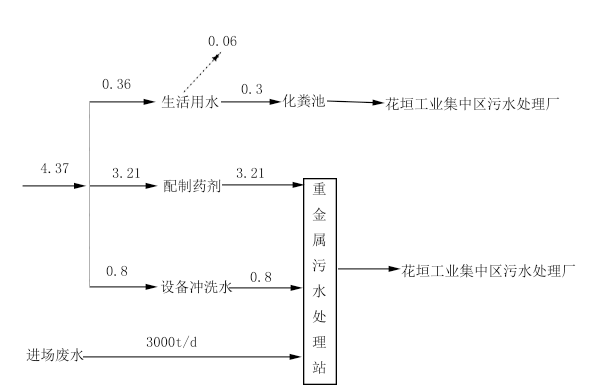 0.06
0.36
生活用水
0.3
化粪池
花垣工业集中区污水处理厂
4.37
3.21
配制药剂
3.21
重金属污水处理站
0.8
设备冲洗水
0.8
花垣工业集中区污水处理厂
进场废水
3000t/d